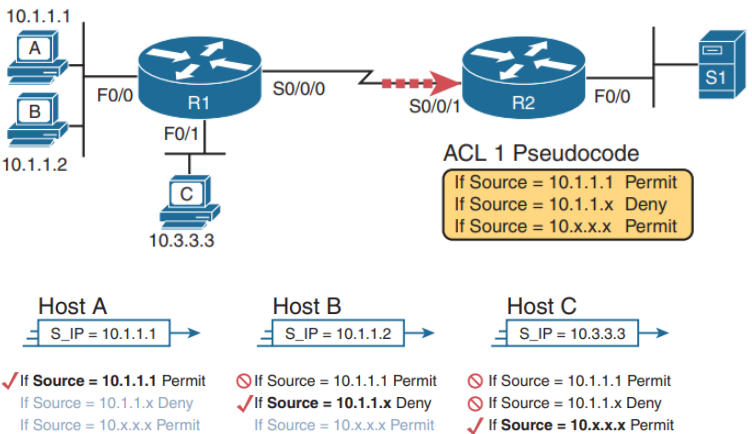 10.1.1.1
A
B
10.1.1.2
F0/0
R1
S0/0/0
F0/1
C
10.3.3.3
S0/0/1
R2
F0/0
S1
ACL 1 Pseudocode
If Source = 10.1.1.1 Permit
If Source = 10.1.1.x Deny
If Source = 10.x.x.x Permit
Host A
S_IP = 10.1.1.1
If Source = 10.1.1.1 Permit
If Source = 10.1.1.x Deny
If Source = 10.x.x.x Permit
Host B
S_IP = 10.1.1.2
If Source = 10.1.1.1 Permit
If Source = 10.1.1.x Deny
If Source = 10.x.x.x Permit
Host C
S_IP = 10.3.3.3
If Source = 10.1.1.1 Permit
If Source = 10.1.1.x Deny
If Source = 10.x.x.x Permit